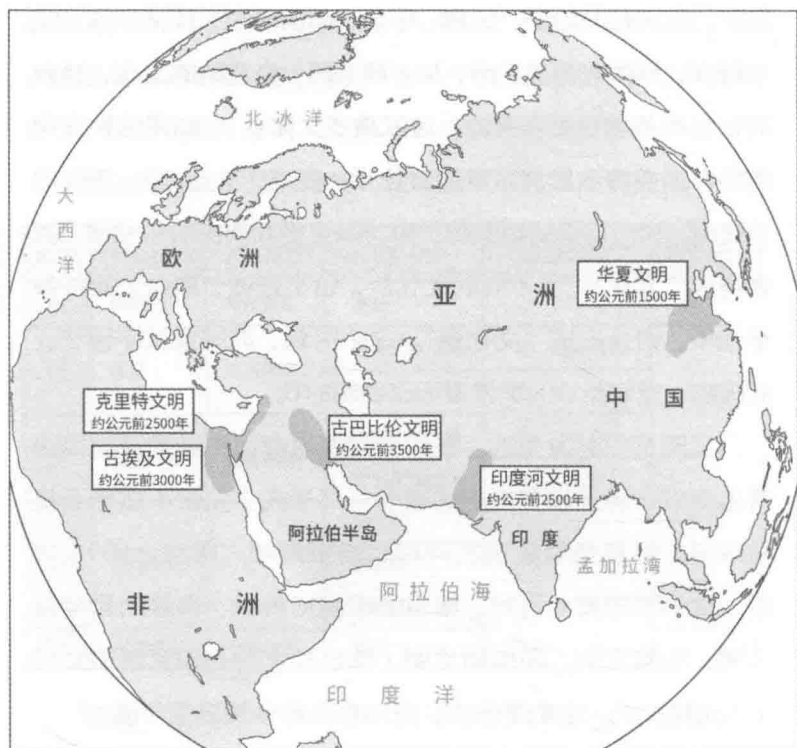 北冰洋
大西洋
欧洲
亚洲
华夏文明
约公元前1500年
中国
克里特文明
约公元前2500年
古埃及文明
约公元前3000年
古巴比伦文明
约公元前3500年
印度河文明
约公元前2500年
阿拉伯半岛
印度
孟加拉湾
阿拉伯海
非洲
印度洋